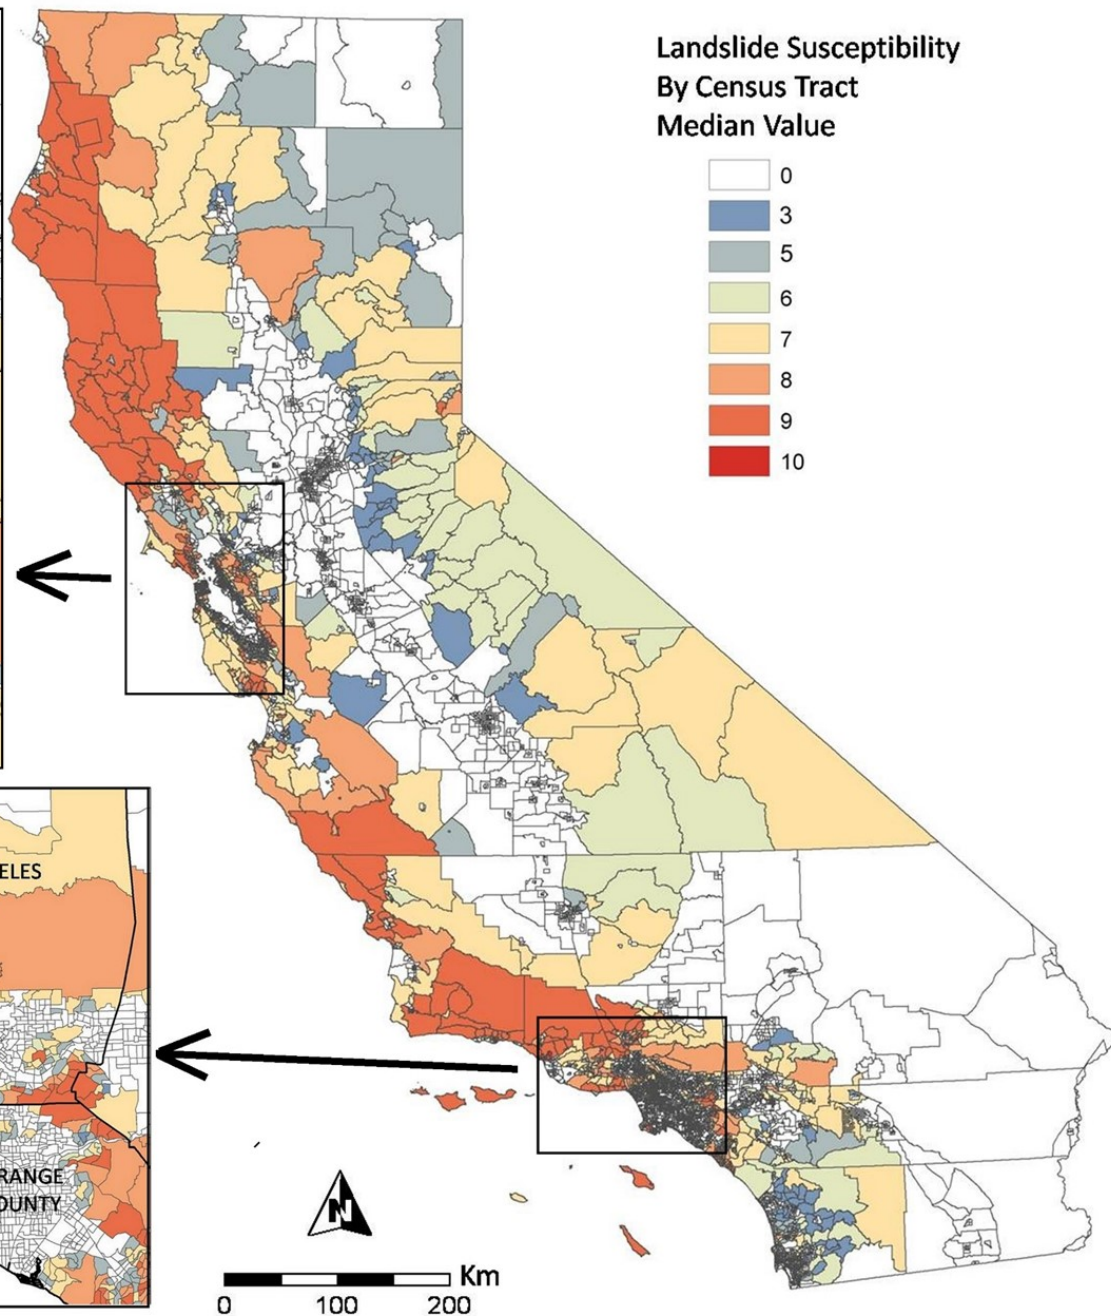 Landslide Susceptibility
By Census Tract
Median Value
0
3
5
6
7
8
9
10
ELES
RANGE
OUNTY
N
Km
0 100 200